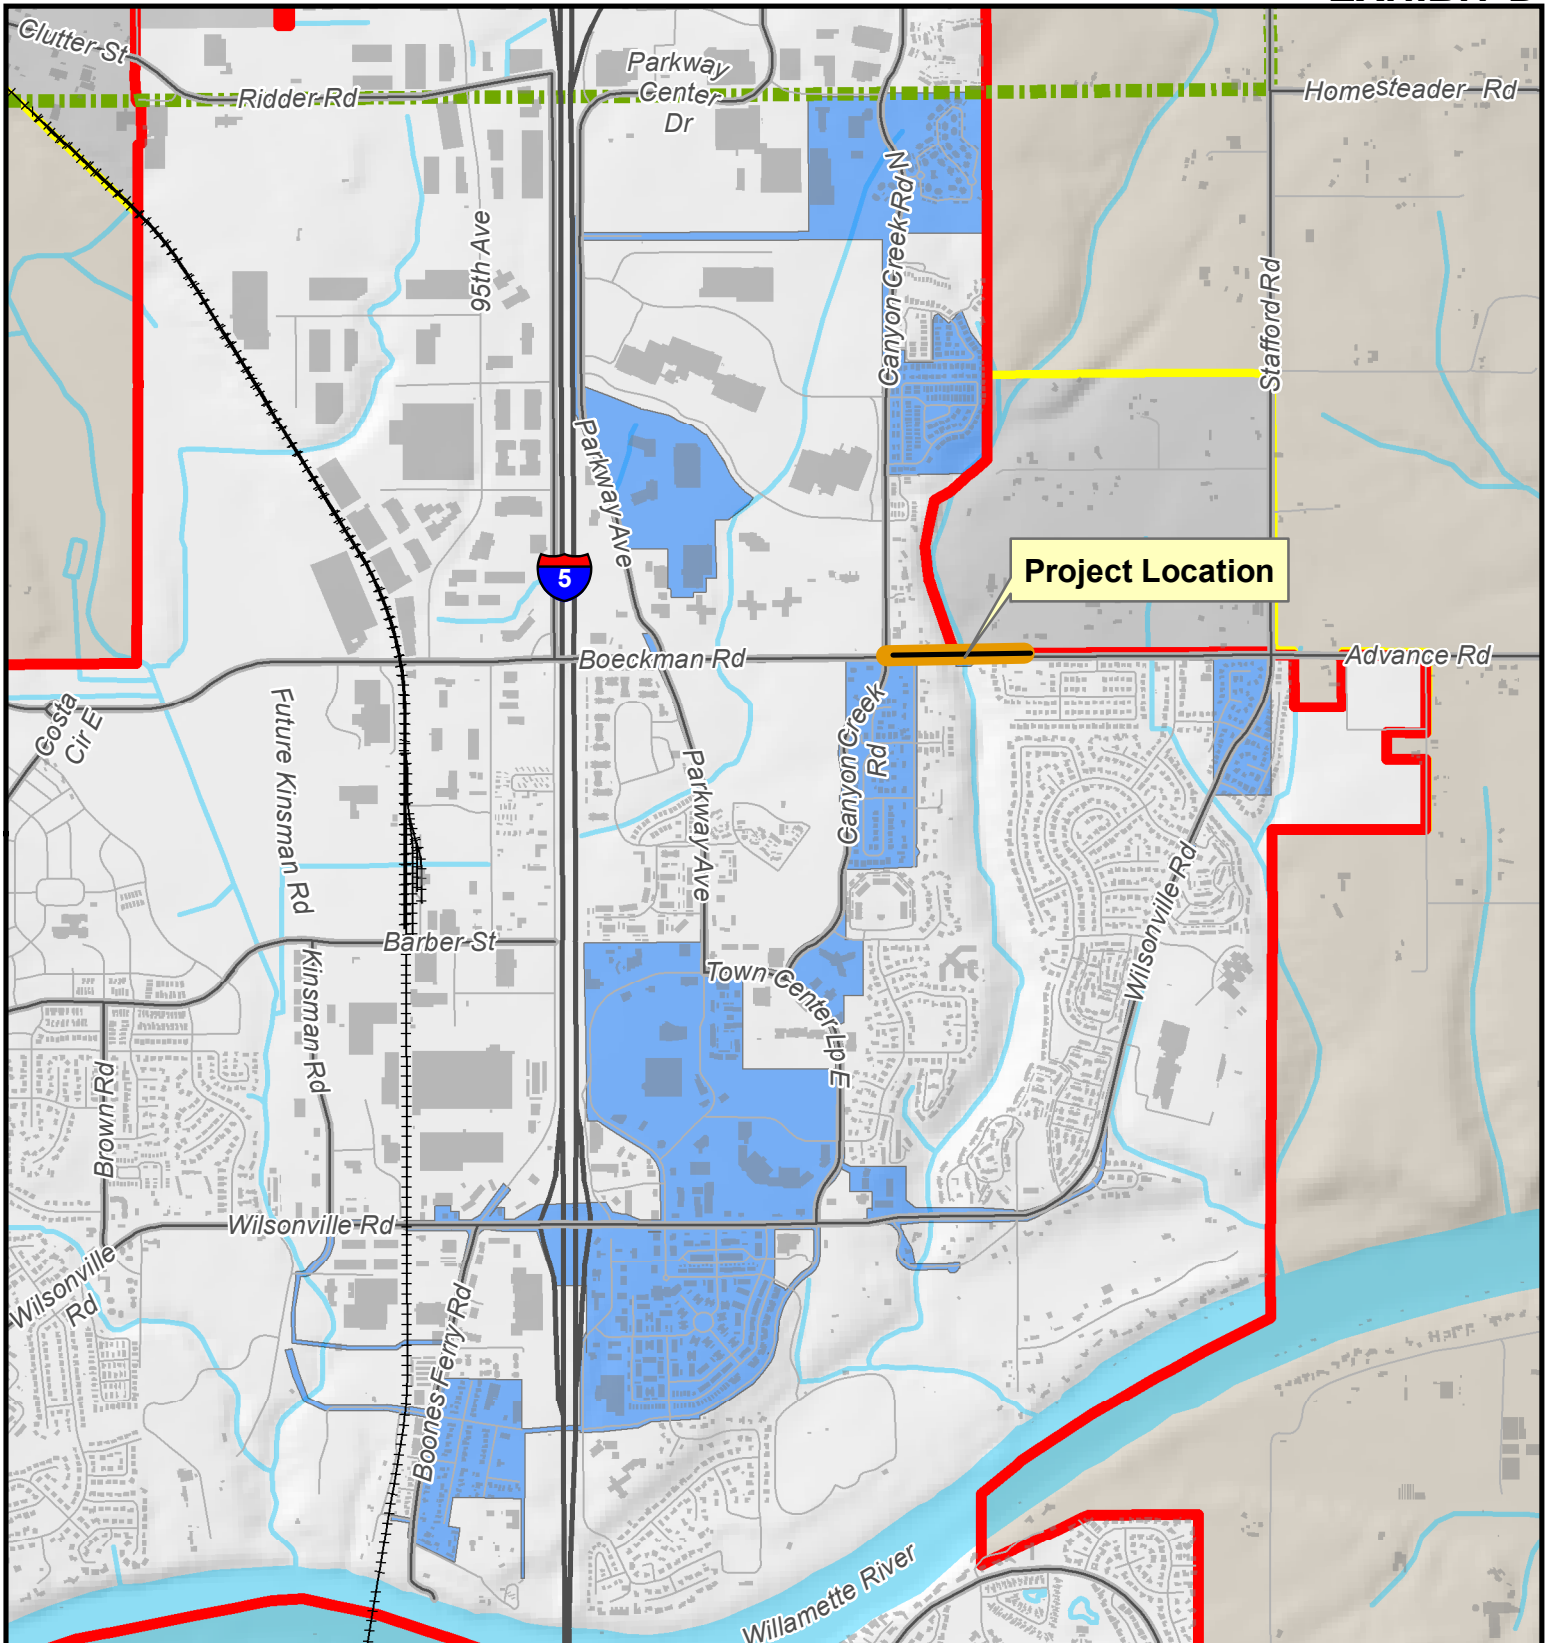 Clutter St
Ridder Rd
Parkway
Center
Dr
Homesteader Rd
Canyon Creek Rd N
95th Ave
Stafford Rd
Parkway Ave
5
Project Location
Boeckman Rd
Advance Rd
Costa
Cir E
Future Kinsman Rd
Canyon Creek
Rd
Parkway Ave
Wilsonville Rd
Barber St
Kinsman Rd
Town Center Lp E
Brown Rd
Wilsonville Rd
Wilsonville
Rd
Boones Ferry Rd
Willamette River